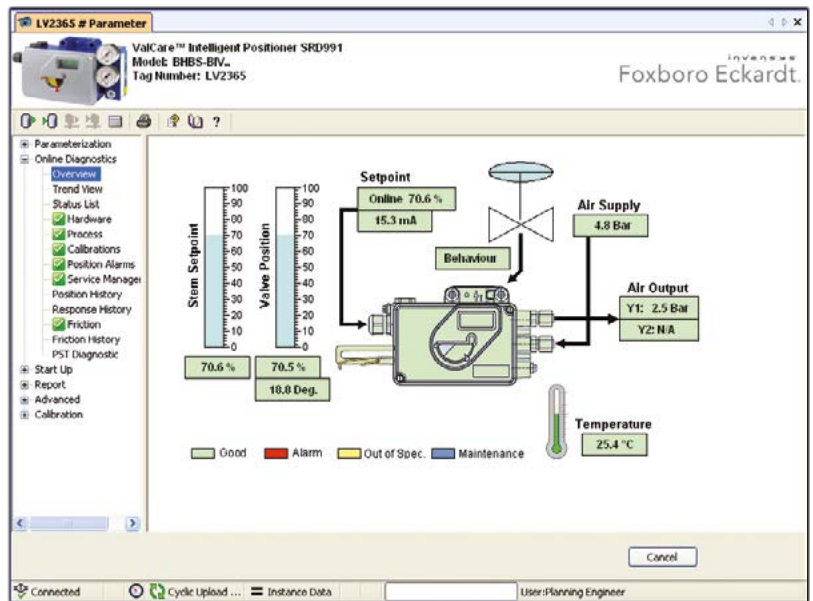 LV2365 # Parameter
ValCare™ Intelligent Positioner SRD991
Model: BHBS-BIV..
Tag Number: LV2365
invensys
Foxboro Eckardt.
Parameterization
Online Diagnostics
Overview
Trend View
Status List
Hardware
Process
Calibrations
Position Alarms
Service Manager
Position History
Response History
Friction
Friction History
PST Diagnostic
Start Up
Report
Advanced
Calibration
Stem Setpoint
100
90
80
70
60
50
40
30
20
10
0
70.6 %
Valve Position
100
90
80
70
60
50
40
30
20
10
0
70.5 %
18.8 Deg.
Setpoint
Online 70.6 %
15.3 mA
Behaviour
Air Supply
4.8 Bar
Air Output
Y1: 2.5 Bar
Y2: N/A
Temperature
25.4 °C
Good
Alarm
Out of Spec.
Maintenance
Cancel
Connected
Cyclic Upload ...
Instance Data
User:Planning Engineer